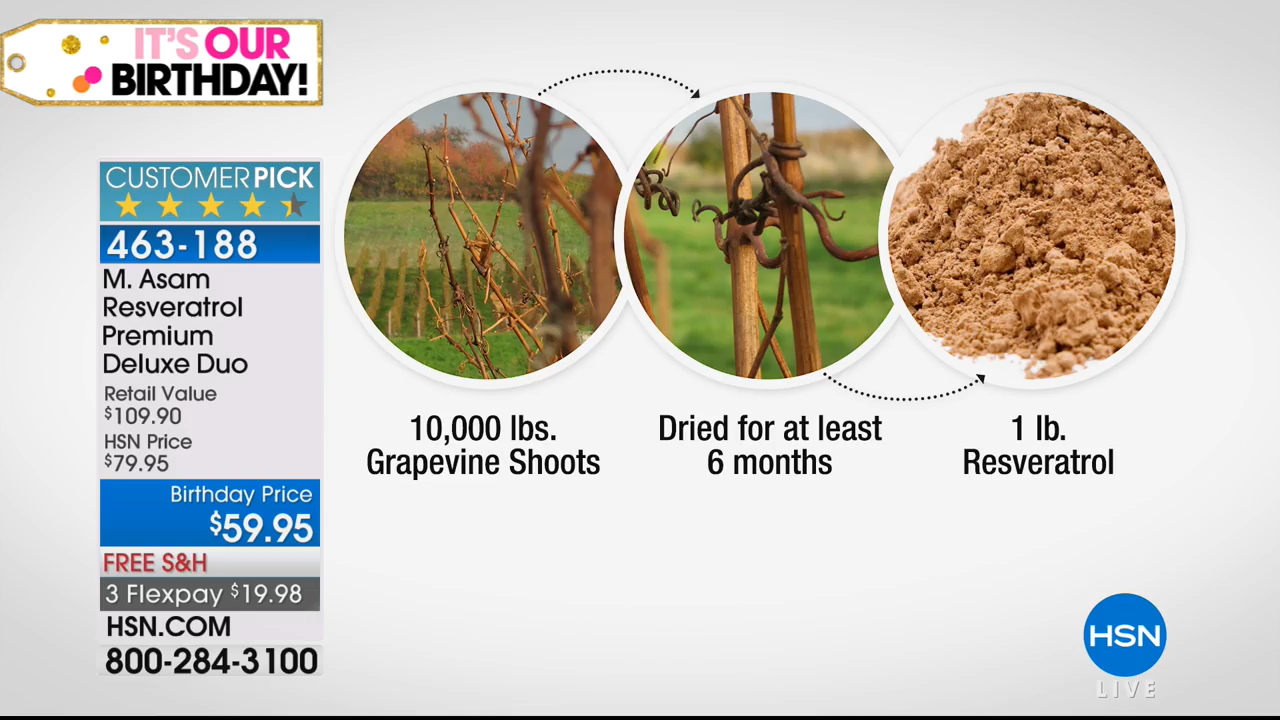 IT'S OUR
BIRTHDAY!
CUSTOMER PICK
463-188
M. Asam
Resveratrol
Premium
Deluxe Duo
Retail Value
$109.90
HSN Price
$79.95
Birthday Price
$59.95
FREE S&H
3 Flexpay $19.98
HSN.COM
800-284-3100
10,000 lbs.
Grapevine Shoots
Dried for at least
6 months
1 lb.
Resveratrol
HSN
LIVE